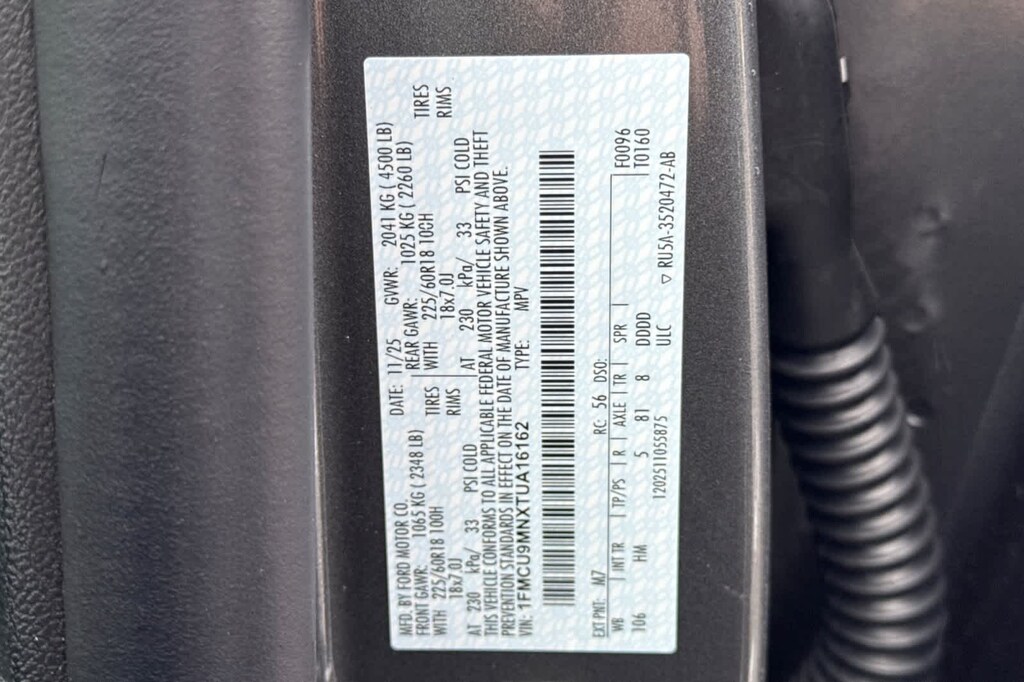 MFD. BY FORD MOTOR CO. DATE: 11/25 GVWR: 2041 KG ( 4500 LB)
FRONT GAWR: 1065 KG ( 2348 LB) REAR GAWR: 1025 KG ( 2260 LB)
WITH 225/60R18 100H TIRES WITH 225/60R18 100H TIRES
18x7.0J RIMS 18x7.0J RIMS
AT 230 kPa/ 33 PSI COLD AT 230 kPa/ 33 PSI COLD
THIS VEHICLE CONFORMS TO ALL APPLICABLE FEDERAL MOTOR VEHICLE SAFETY AND THEFT
PREVENTION STANDARDS IN EFFECT ON THE DATE OF MANUFACTURE SHOWN ABOVE.
VIN: 1FMCU9MNXTUA16162 TYPE: MPV
EXT PNT: M7 RC: 56 DSO:
WB INT TR TP/PS R AXLE TR SPR F0096
106 HM 5 81 8 DDDD T0160
1202511055875 ULC
RU5A-3520472-AB